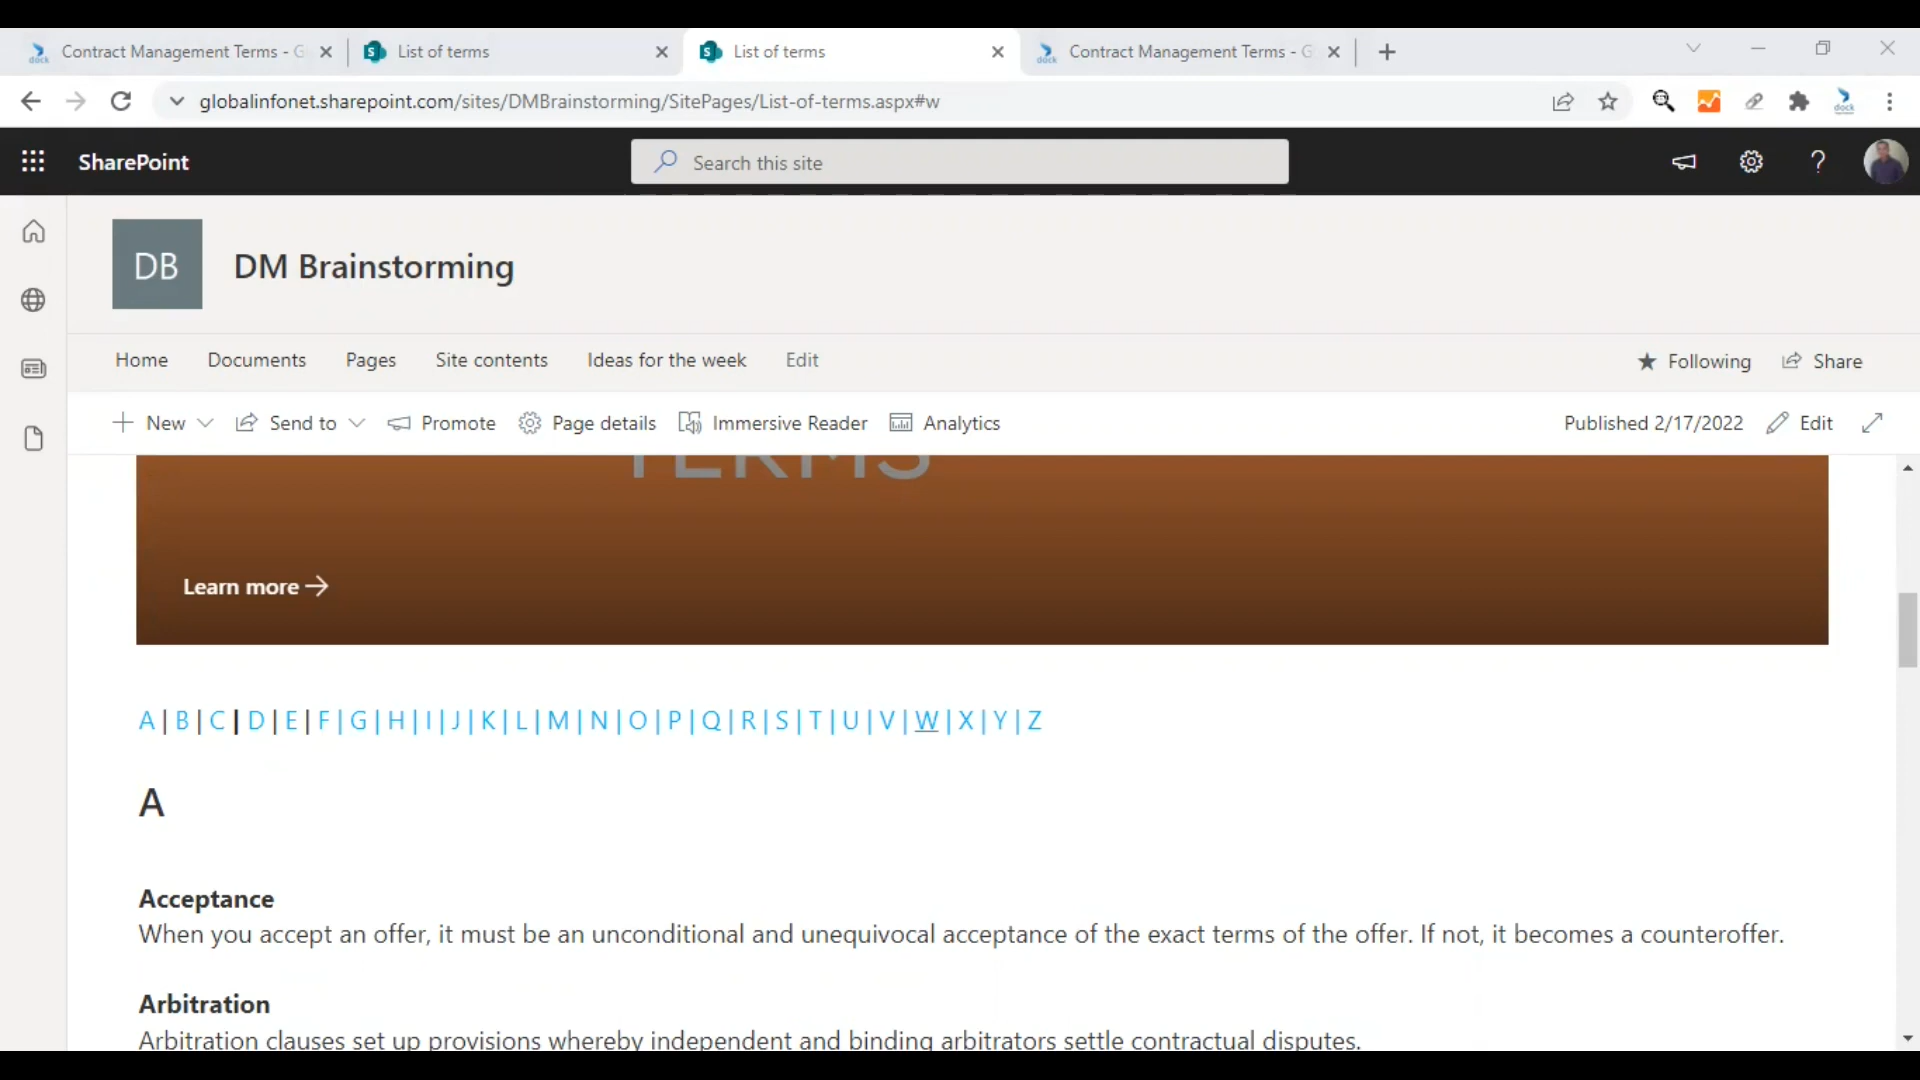 Contract Management Terms - G
List of terms
List of terms
Contract Management Terms - G
globalinfonet.sharepoint.com/sites/DMBrainstorming/SitePages/List-of-terms.aspx#w
dock
SharePoint
Search this site
DB
DM Brainstorming
Home
Documents
Pages
Site contents
Ideas for the week
Edit
Following
Share
New
Send to
Promote
Page details
Immersive Reader
Analytics
Published 2/17/2022
Edit
TERMS
Learn more
A | B | C | D | E | F | G | H | I | J | K | L | M | N | O | P | Q | R | S | T | U | V | W | X | Y | Z
A
Acceptance
When you accept an offer, it must be an unconditional and unequivocal acceptance of the exact terms of the offer. If not, it becomes a counteroffer.
Arbitration
Arbitration clauses set up provisions whereby independent and binding arbitrators settle contractual disputes.